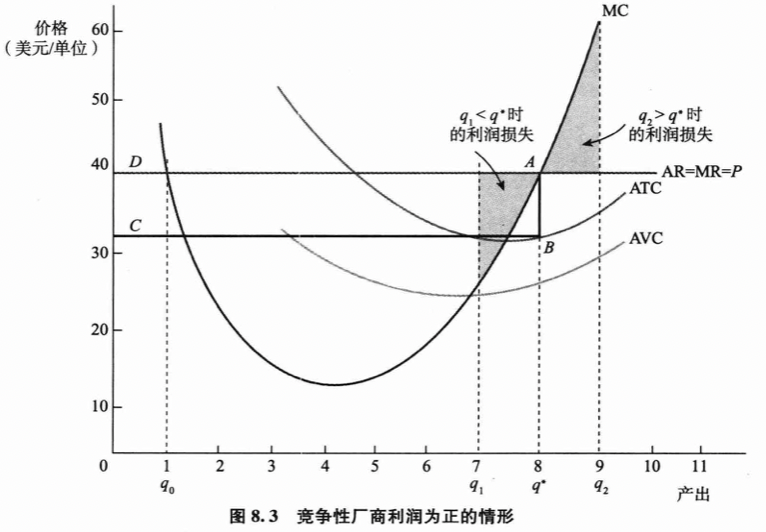 价格
（美元/单位）
60
50
40
30
20
10
0
MC
q₁<q*时
的利润损失
q₂>q*时
的利润损失
D
A
AR=MR=P
ATC
C
B
AVC
1
2
3
4
5
6
7
8
9
10
11
q₀
q₁
q*
q₂
产出
图 8.3 竞争性厂商利润为正的情形